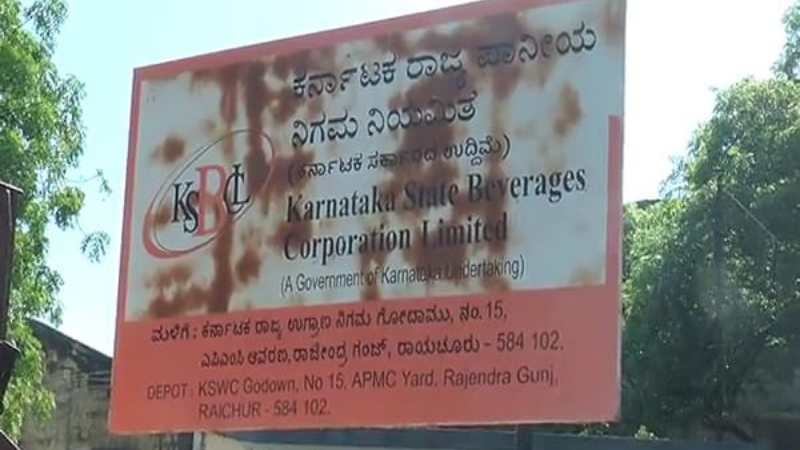 ಕರ್ನಾಟಕ ರಾಜ್ಯ ಪಾನೀಯ
ನಿಗಮ ನಿಯಮಿತ
(ಕರ್ನಾಟಕ ಸರ್ಕಾರದ ಉದ್ದಿಮೆ)
KSBCL
Karnataka State Beverages
Corporation Limited
(A Government of Karnataka Undertaking)
ಮಳಿಗೆ : ಕರ್ನಾಟಕ ರಾಜ್ಯ ಉಗ್ರಾಣ ನಿಗಮ ಗೋದಾಮು, ನಂ. 15,
ಎಪಿಎಂಸಿ ಆವರಣ, ರಾಜೇಂದ್ರ ಗಂಜ್, ರಾಯಚೂರು - 584 102.
DEPOT : KSWC Godown, No 15, APMC Yard. Rajendra Gunj,
RAICHUR - 584 102.